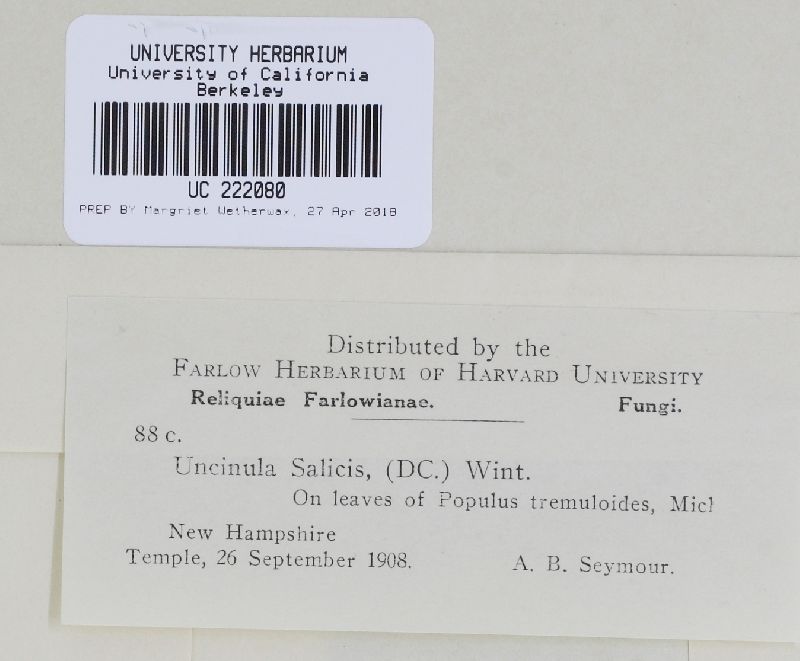 UNIVERSITY HERBARIUM
University of California
Berkeley
UC 222080
PREP BY Margriet Wetherwax, 27 Apr 2018
Distributed by the
FARLOW HERBARIUM OF HARVARD UNIVERSITY
Reliquiae Farlowianae. Fungi.
88 c.
Uncinula Salicis, (DC.) Wint.
On leaves of Populus tremuloides, Micl
New Hampshire
Temple, 26 September 1908. A. B. Seymour.